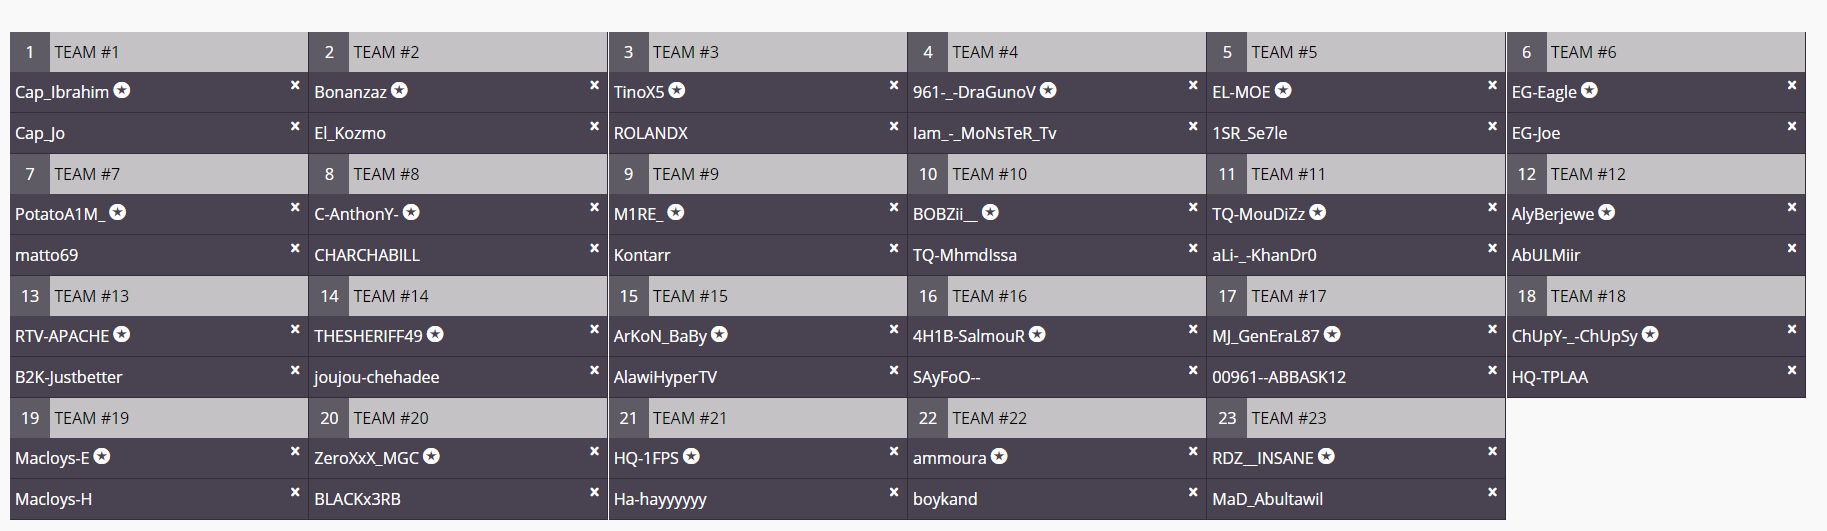 1 TEAM #1 2 TEAM #2 3 TEAM #3 4 TEAM #4 5 TEAM #5 6 TEAM #6
Cap_Ibrahim Bonanzaz TinoX5 961-_-DraGunoV EL-MOE EG-Eagle
Cap_Jo El_Kozmo ROLANDX Iam_-_MoNsTeR_Tv 1SR_Se7le EG-Joe
7 TEAM #7 8 TEAM #8 9 TEAM #9 10 TEAM #10 11 TEAM #11 12 TEAM #12
PotatoA1M_ C-AnthonY- M1RE_ BOBZii__ TQ-MouDiZz AlyBerjewe
matto69 CHARCHABILL Kontarr TQ-MhmdIssa aLi-_-KhanDr0 AbULMiir
13 TEAM #13 14 TEAM #14 15 TEAM #15 16 TEAM #16 17 TEAM #17 18 TEAM #18
RTV-APACHE THESHERIFF49 ArKoN_BaBy 4H1B-SalmouR MJ_GenEraL87 ChUpY-_-ChUpSy
B2K-Justbetter joujou-chehadee AlawiHyperTV SAyFoO-- 00961--ABBASK12 HQ-TPLAA
19 TEAM #19 20 TEAM #20 21 TEAM #21 22 TEAM #22 23 TEAM #23
Macloys-E ZeroXxX_MGC HQ-1FPS ammoura RDZ__INSANE
Macloys-H BLACKx3RB Ha-hayyyyyy boykand MaD_Abultawil